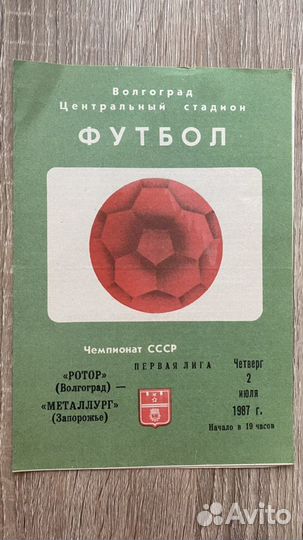 Волгоград
Центральный стадион
ФУТБОЛ
Чемпионат СССР
ПЕРВАЯ ЛИГА
«РОТОР»
(Волгоград) —
«МЕТАЛЛУРГ»
(Запорожье)
Четверг
2
июля
1987 г.
Начало в 19 часов
Avito